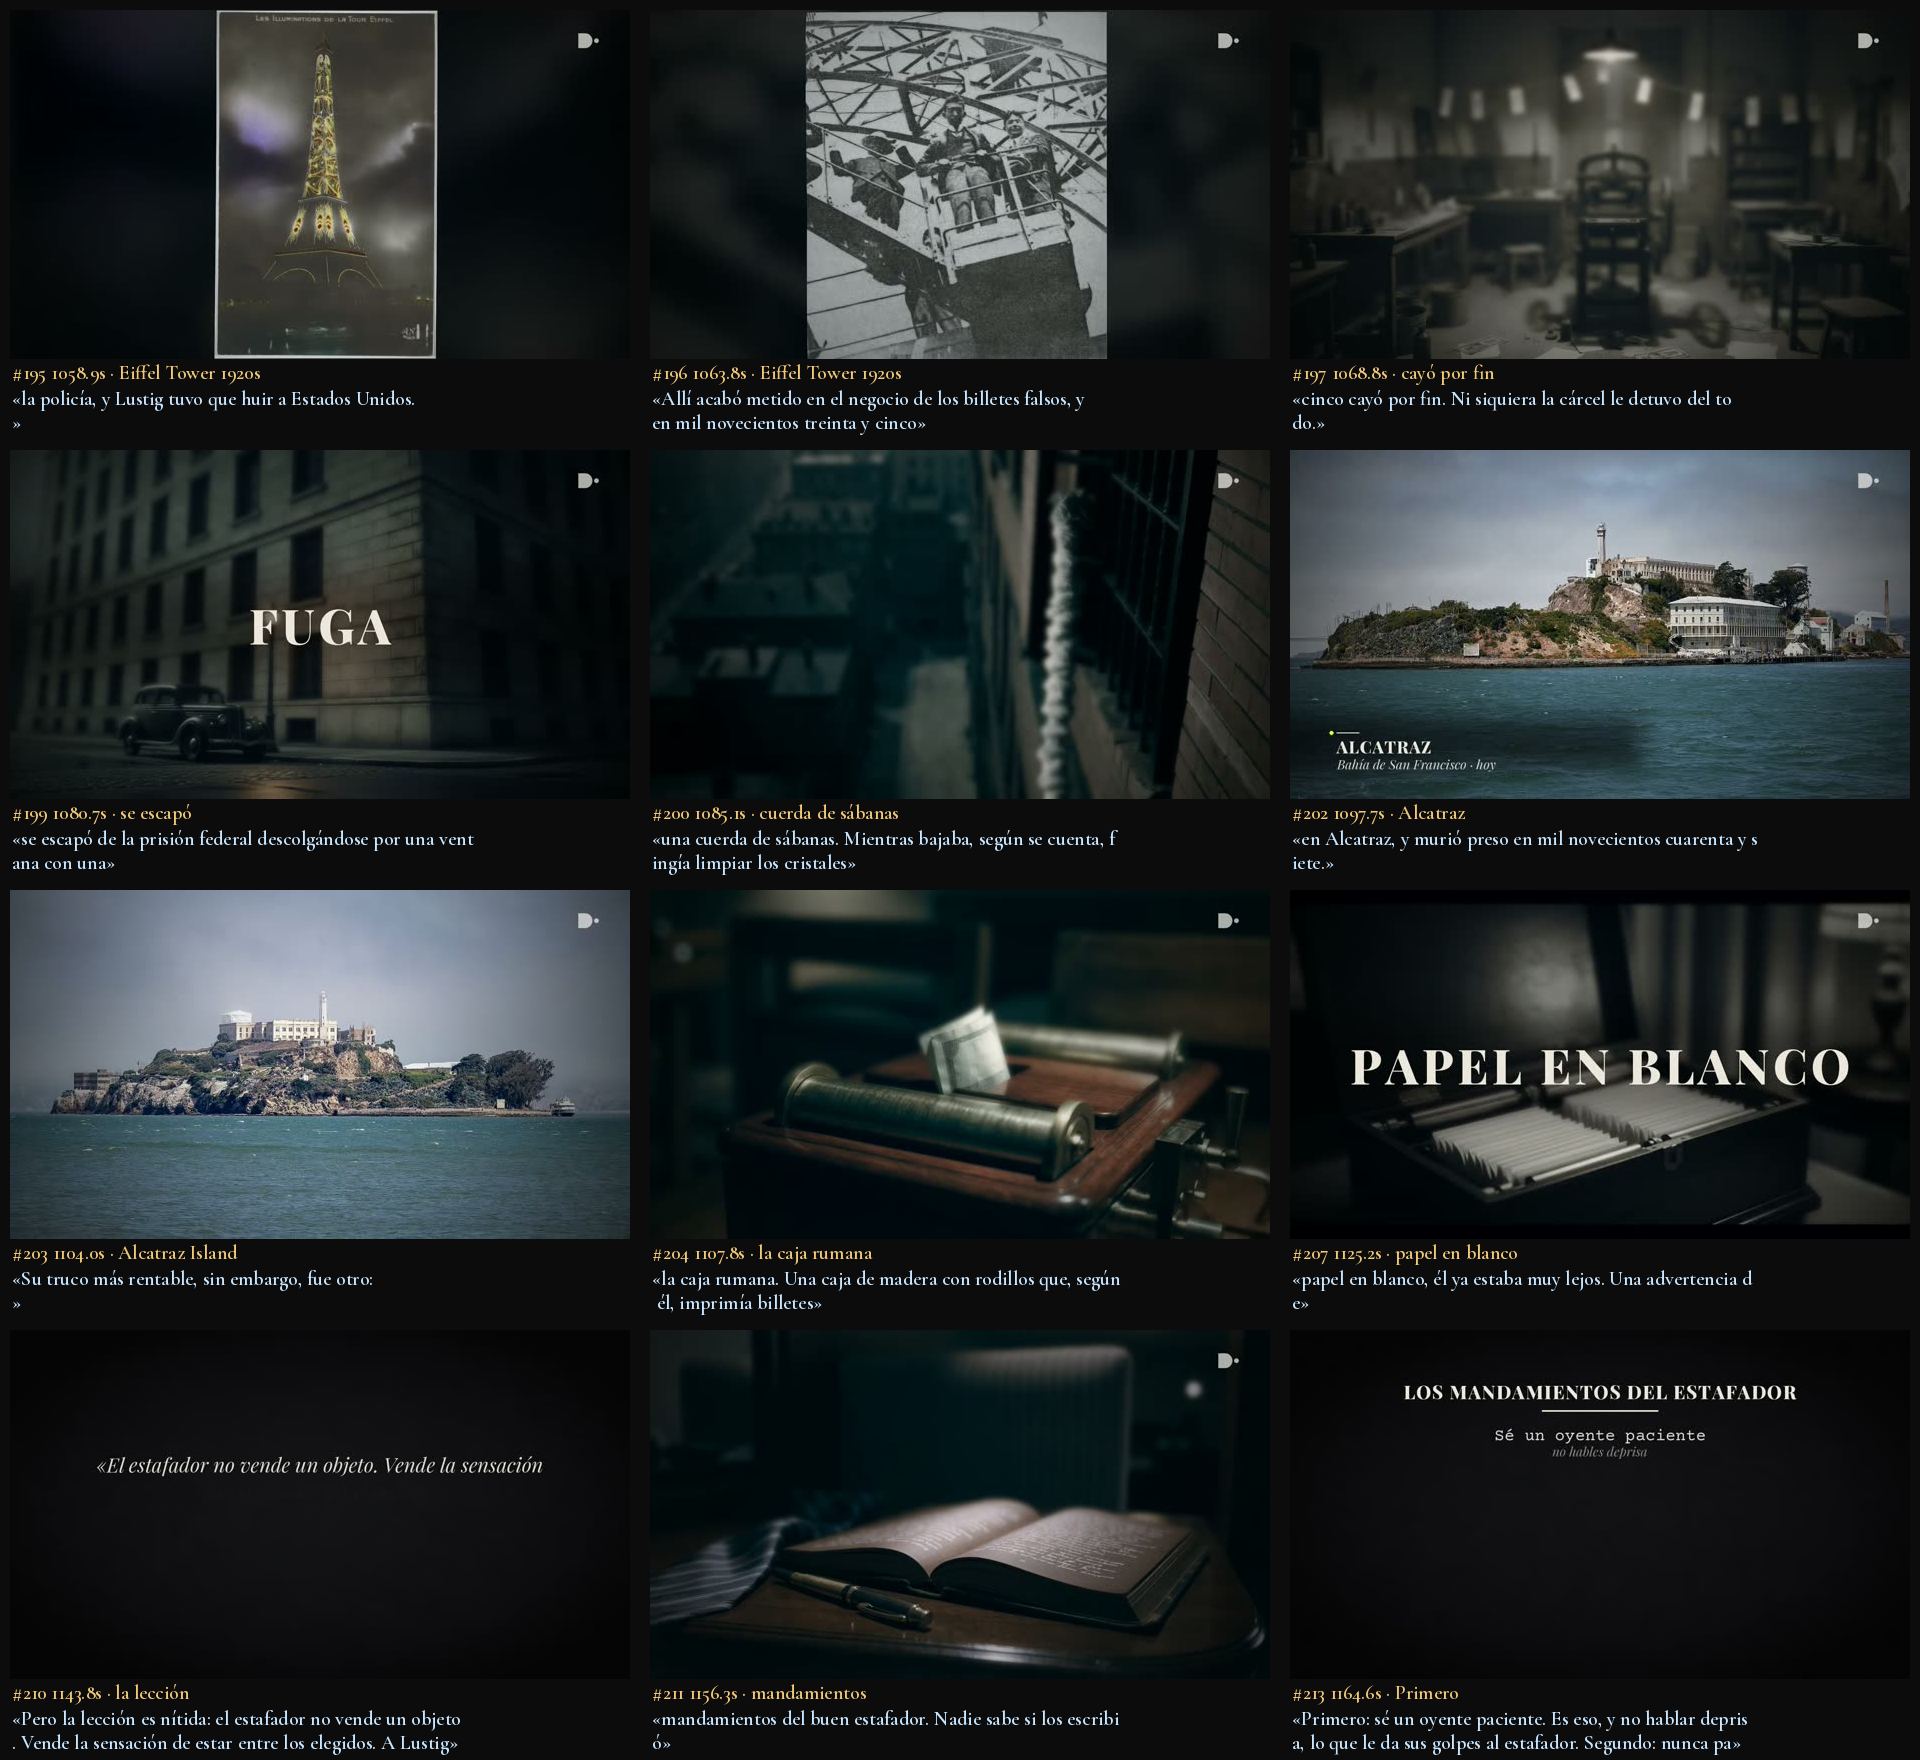 LES ILLUMINATIONS DE LA TOUR EIFFEL
#195 1058.9s · Eiffel Tower 1920s
«la policía, y Lustig tuvo que huir a Estados Unidos.
»
#196 1063.8s · Eiffel Tower 1920s
«Allí acabó metido en el negocio de los billetes falsos, y
en mil novecientos treinta y cinco»
#197 1068.8s · cayó por fin
«cinco cayó por fin. Ni siquiera la cárcel le detuvo del to
do.»
FUGA
#199 1080.7s · se escapó
«se escapó de la prisión federal descolgándose por una vent
ana con una»
#200 1085.1s · cuerda de sábanas
«una cuerda de sábanas. Mientras bajaba, según se cuenta, f
ingía limpiar los cristales»
ALCATRAZ
Bahía de San Francisco · hoy
#202 1097.7s · Alcatraz
«en Alcatraz, y murió preso en mil novecientos cuarenta y s
iete.»
#203 1104.0s · Alcatraz Island
«Su truco más rentable, sin embargo, fue otro:
»
#204 1107.8s · la caja rumana
«la caja rumana. Una caja de madera con rodillos que, según
él, imprimía billetes»
PAPEL EN BLANCO
#207 1125.2s · papel en blanco
«papel en blanco, él ya estaba muy lejos. Una advertencia d
e»
«El estafador no vende un objeto. Vende la sensación
#210 1143.8s · la lección
«Pero la lección es nítida: el estafador no vende un objeto
. Vende la sensación de estar entre los elegidos. A Lustig»
#211 1156.3s · mandamientos
«mandamientos del buen estafador. Nadie sabe si los escribi
ó»
LOS MANDAMIENTOS DEL ESTAFADOR
Sé un oyente paciente
no hables deprisa
#213 1164.6s · Primero
«Primero: sé un oyente paciente. Es eso, y no hablar depris
a, lo que le da sus golpes al estafador. Segundo: nunca pa»